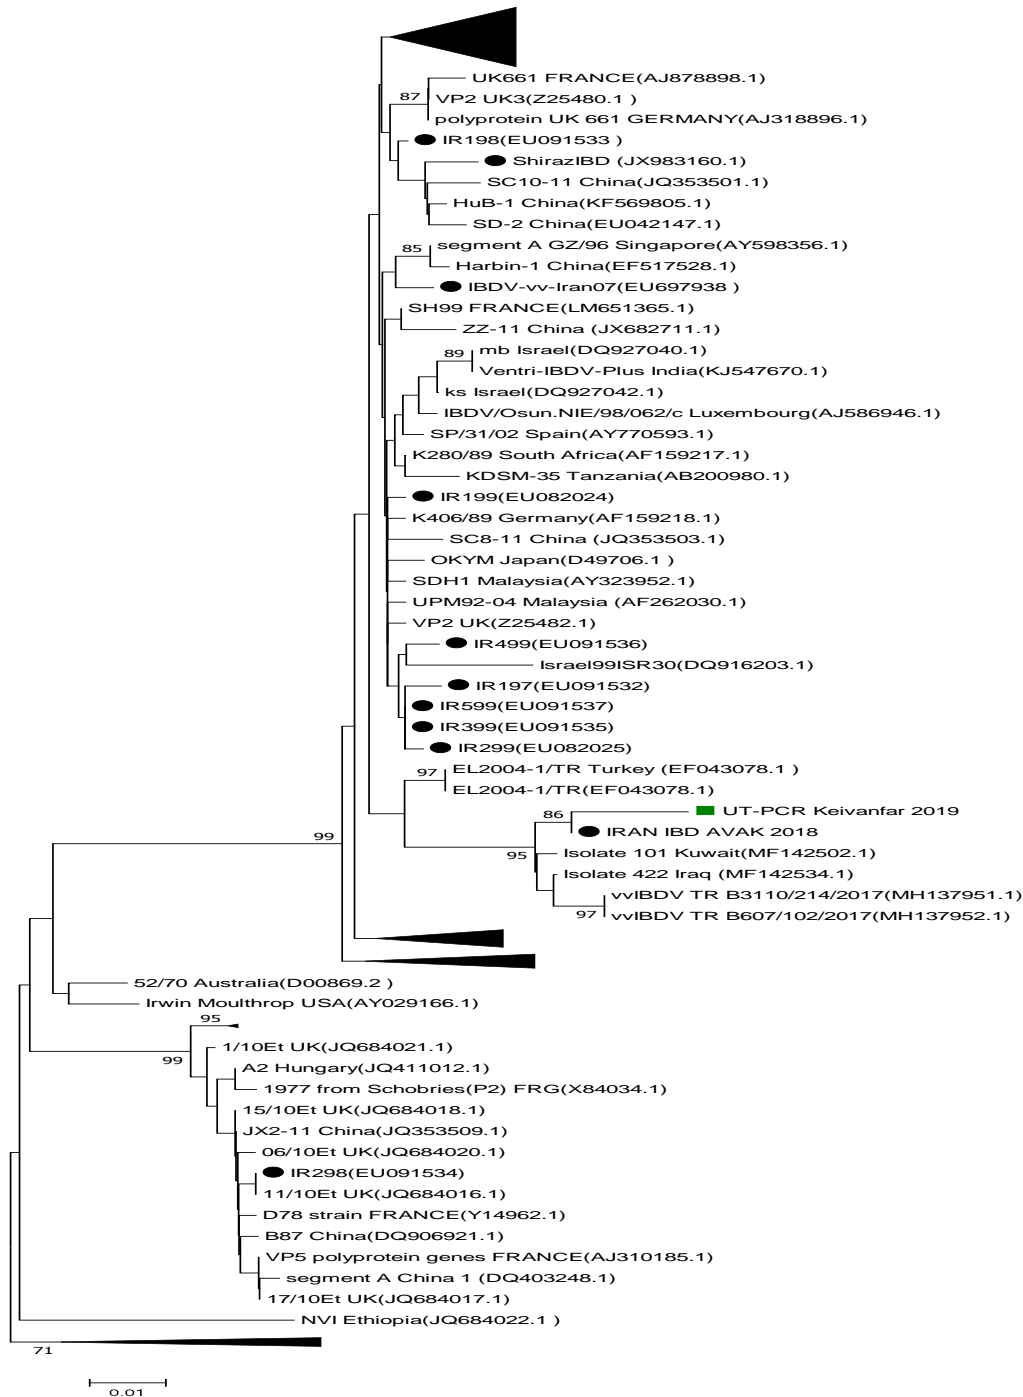 UK661 FRANCE(AJ878898.1)
87
VP2 UK3(Z25480.1 )
polyprotein UK 661 GERMANY(AJ318896.1)
IR198(EU091533 )
ShirazIBD (JX983160.1)
SC10-11 China(JQ353501.1)
HuB-1 China(KF569805.1)
SD-2 China(EU042147.1)
85
segment A GZ/96 Singapore(AY598356.1)
Harbin-1 China(EF517528.1)
IBDV-vv-Iran07(EU697938 )
SH99 FRANCE(LM651365.1)
ZZ-11 China (JX682711.1)
89
mb Israel(DQ927040.1)
Ventri-IBDV-Plus India(KJ547670.1)
ks Israel(DQ927042.1)
IBDV/Osun.NIE/98/062/c Luxembourg(AJ586946.1)
SP/31/02 Spain(AY770593.1)
K280/89 South Africa(AF159217.1)
KDSM-35 Tanzania(AB200980.1)
IR199(EU082024)
K406/89 Germany(AF159218.1)
SC8-11 China (JQ353503.1)
OKYM Japan(D49706.1 )
SDH1 Malaysia(AY323952.1)
UPM92-04 Malaysia (AF262030.1)
VP2 UK(Z25482.1)
IR499(EU091536)
Israel99ISR30(DQ916203.1)
IR197(EU091532)
IR599(EU091537)
IR399(EU091535)
IR299(EU082025)
97
EL2004-1/TR Turkey (EF043078.1 )
EL2004-1/TR(EF043078.1)
86
UT-PCR Keivanfar 2019
IRAN IBD AVAK 2018
99
95
Isolate 101 Kuwait(MF142502.1)
Isolate 422 Iraq (MF142534.1)
vvIBDV TR B3110/214/2017(MH137951.1)
97
vvIBDV TR B607/102/2017(MH137952.1)
52/70 Australia(D00869.2 )
Irwin Moulthrop USA(AY029166.1)
95
99
1/10Et UK(JQ684021.1)
A2 Hungary(JQ411012.1)
1977 from Schobries(P2) FRG(X84034.1)
15/10Et UK(JQ684018.1)
JX2-11 China(JQ353509.1)
06/10Et UK(JQ684020.1)
IR298(EU091534)
11/10Et UK(JQ684016.1)
D78 strain FRANCE(Y14962.1)
B87 China(DQ906921.1)
VP5 polyprotein genes FRANCE(AJ310185.1)
segment A China 1 (DQ403248.1)
17/10Et UK(JQ684017.1)
NVI Ethiopia(JQ684022.1 )
71
0.01